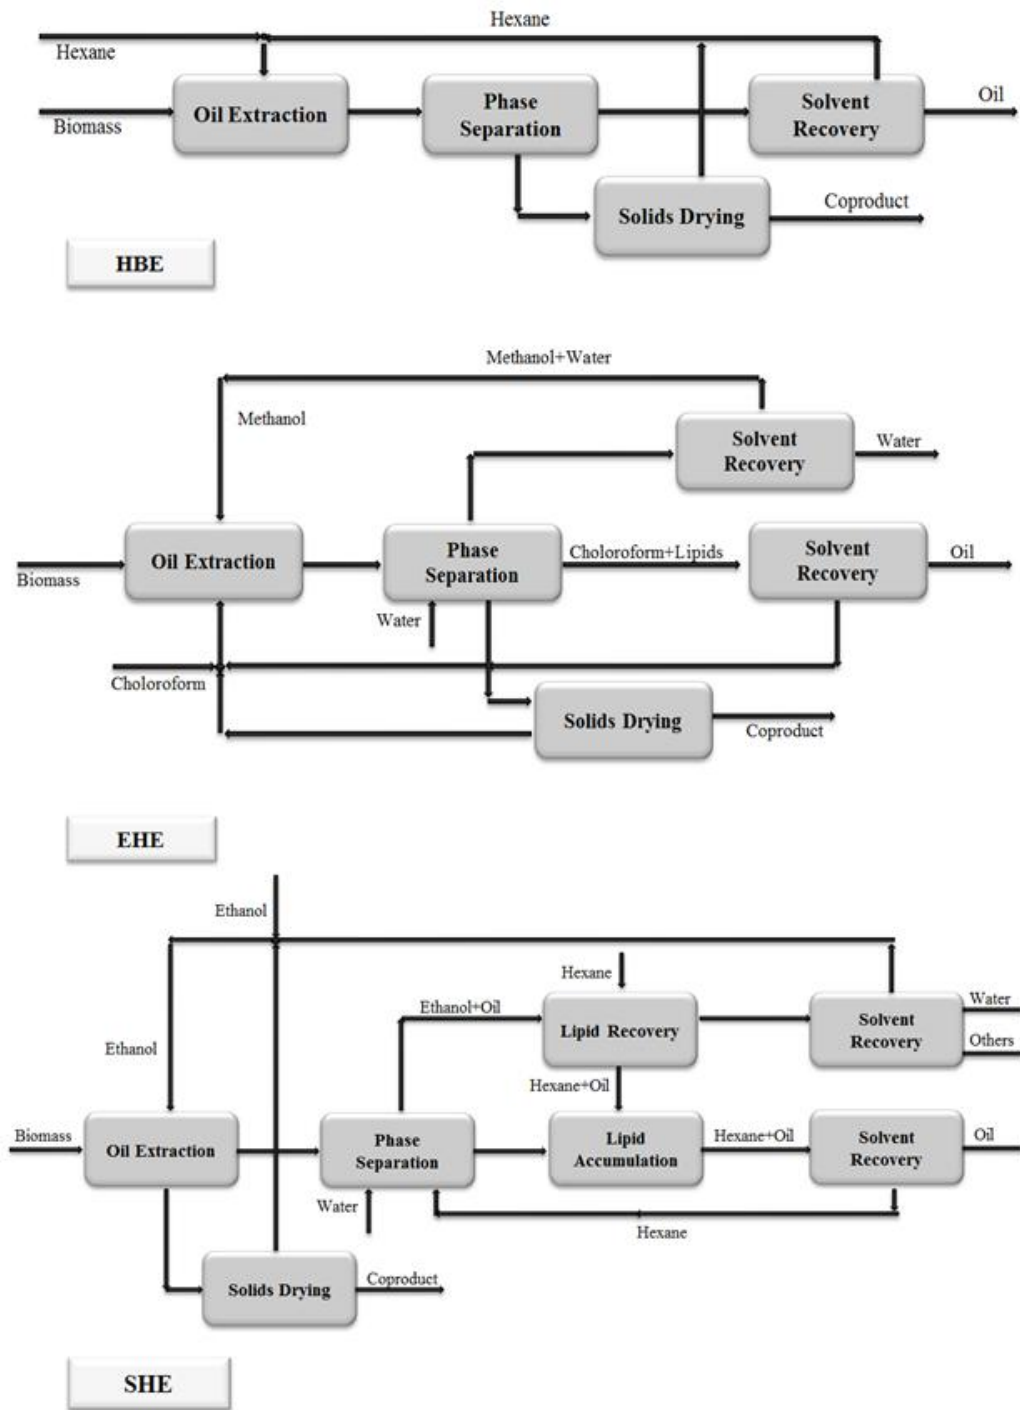 Hexane
Hexane
Biomass
Oil Extraction
Phase
Separation
Solvent
Recovery
Oil
Solids Drying
Coproduct
HBE
Methanol+Water
Methanol
Solvent
Recovery
Water
Biomass
Oil Extraction
Phase
Separation
Choloroform+Lipids
Solvent
Recovery
Oil
Water
Choloroform
Solids Drying
Coproduct
EHE
Ethanol
Hexane
Ethanol+Oil
Lipid Recovery
Solvent
Recovery
Water
Others
Ethanol
Hexane+Oil
Biomass
Oil Extraction
Phase
Separation
Lipid
Accumulation
Hexane+Oil
Solvent
Recovery
Oil
Water
Hexane
Solids Drying
Coproduct
SHE